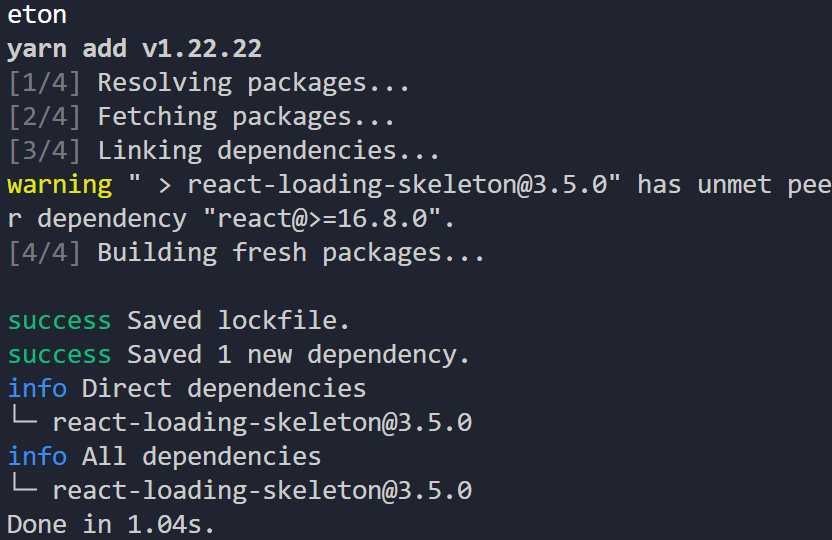 eton
yarn add v1.22.22
[1/4] Resolving packages...
[2/4] Fetching packages...
[3/4] Linking dependencies...
warning " > react-loading-skeleton@3.5.0" has unmet pee
r dependency "react@>=16.8.0".
[4/4] Building fresh packages...
success Saved lockfile.
success Saved 1 new dependency.
info Direct dependencies
└─ react-loading-skeleton@3.5.0
info All dependencies
└─ react-loading-skeleton@3.5.0
Done in 1.04s.